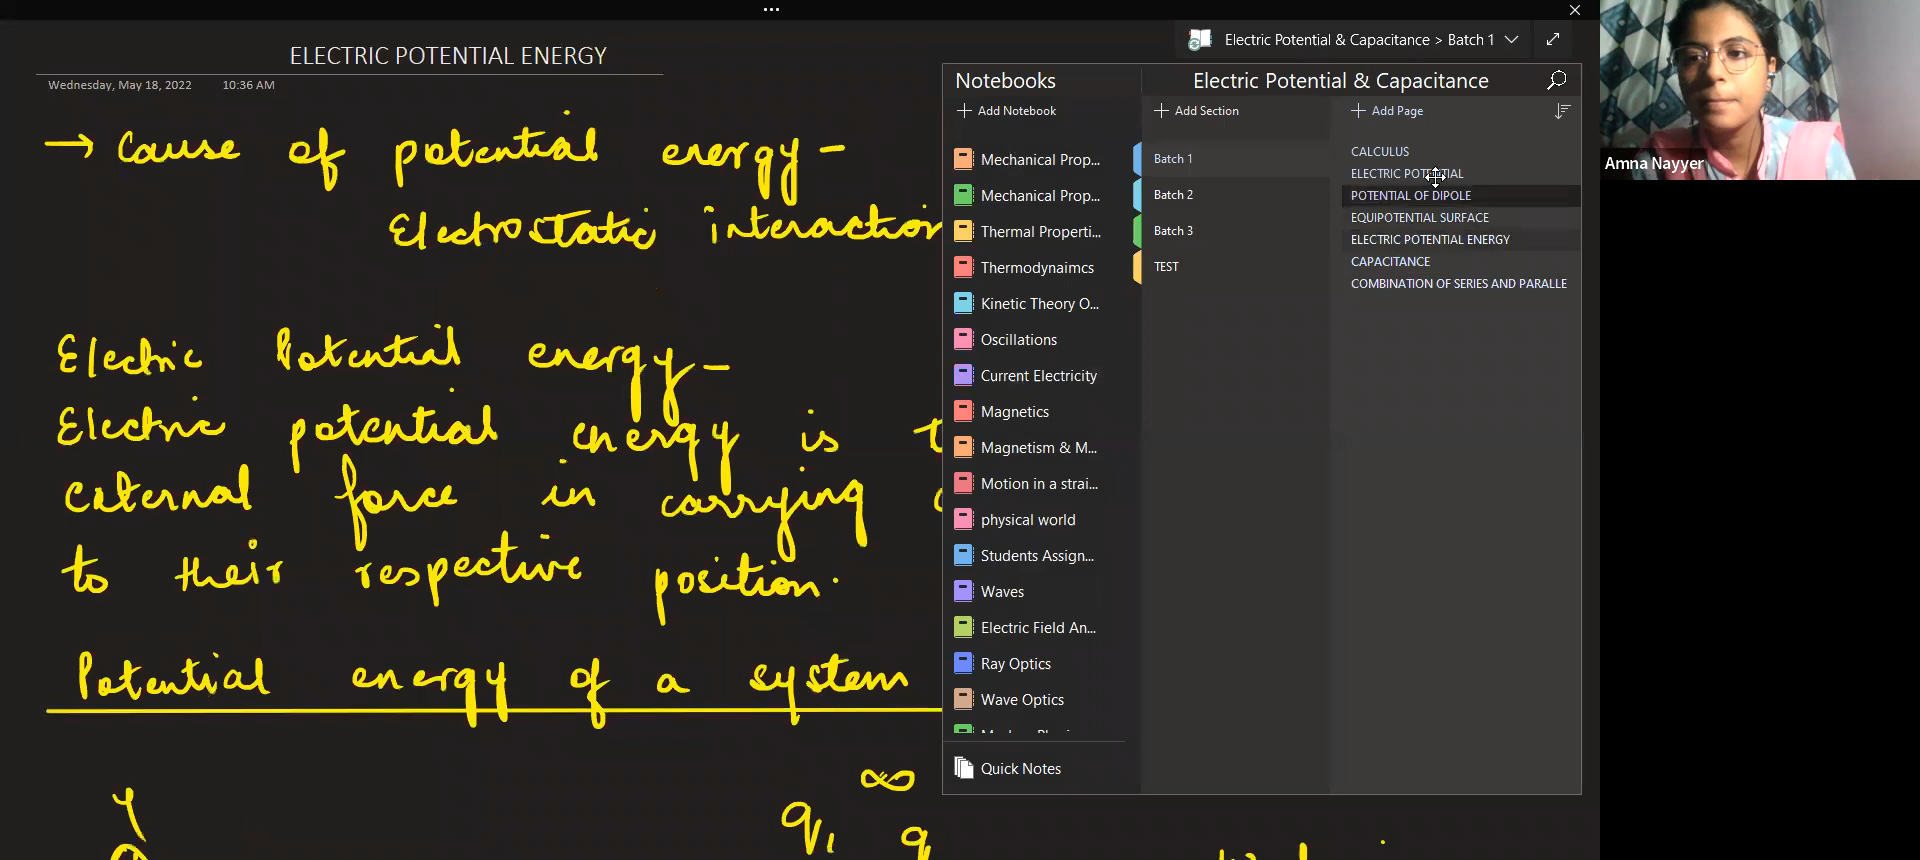 ELECTRIC POTENTIAL ENERGY
Wednesday, May 18, 2022 10:36 AM
→ Cause of potential energy -
Electrostatic interaction
Electric Potential energy -
Electric potential energy is
external force in carrying
to their respective position.
Potential energy of a system
∞
q₁ q
Electric Potential & Capacitance > Batch 1
Notebooks
Add Notebook
Mechanical Prop...
Mechanical Prop...
Thermal Properti...
Thermodynaimcs
Kinetic Theory O...
Oscillations
Current Electricity
Magnetics
Magnetism & M...
Motion in a strai...
physical world
Students Assign...
Waves
Electric Field An...
Ray Optics
Wave Optics
Quick Notes
Electric Potential & Capacitance
Add Section
Batch 1
Batch 2
Batch 3
TEST
Add Page
CALCULUS
ELECTRIC POTENTIAL
POTENTIAL OF DIPOLE
EQUIPOTENTIAL SURFACE
ELECTRIC POTENTIAL ENERGY
CAPACITANCE
COMBINATION OF SERIES AND PARALLE
Amna Nayyer